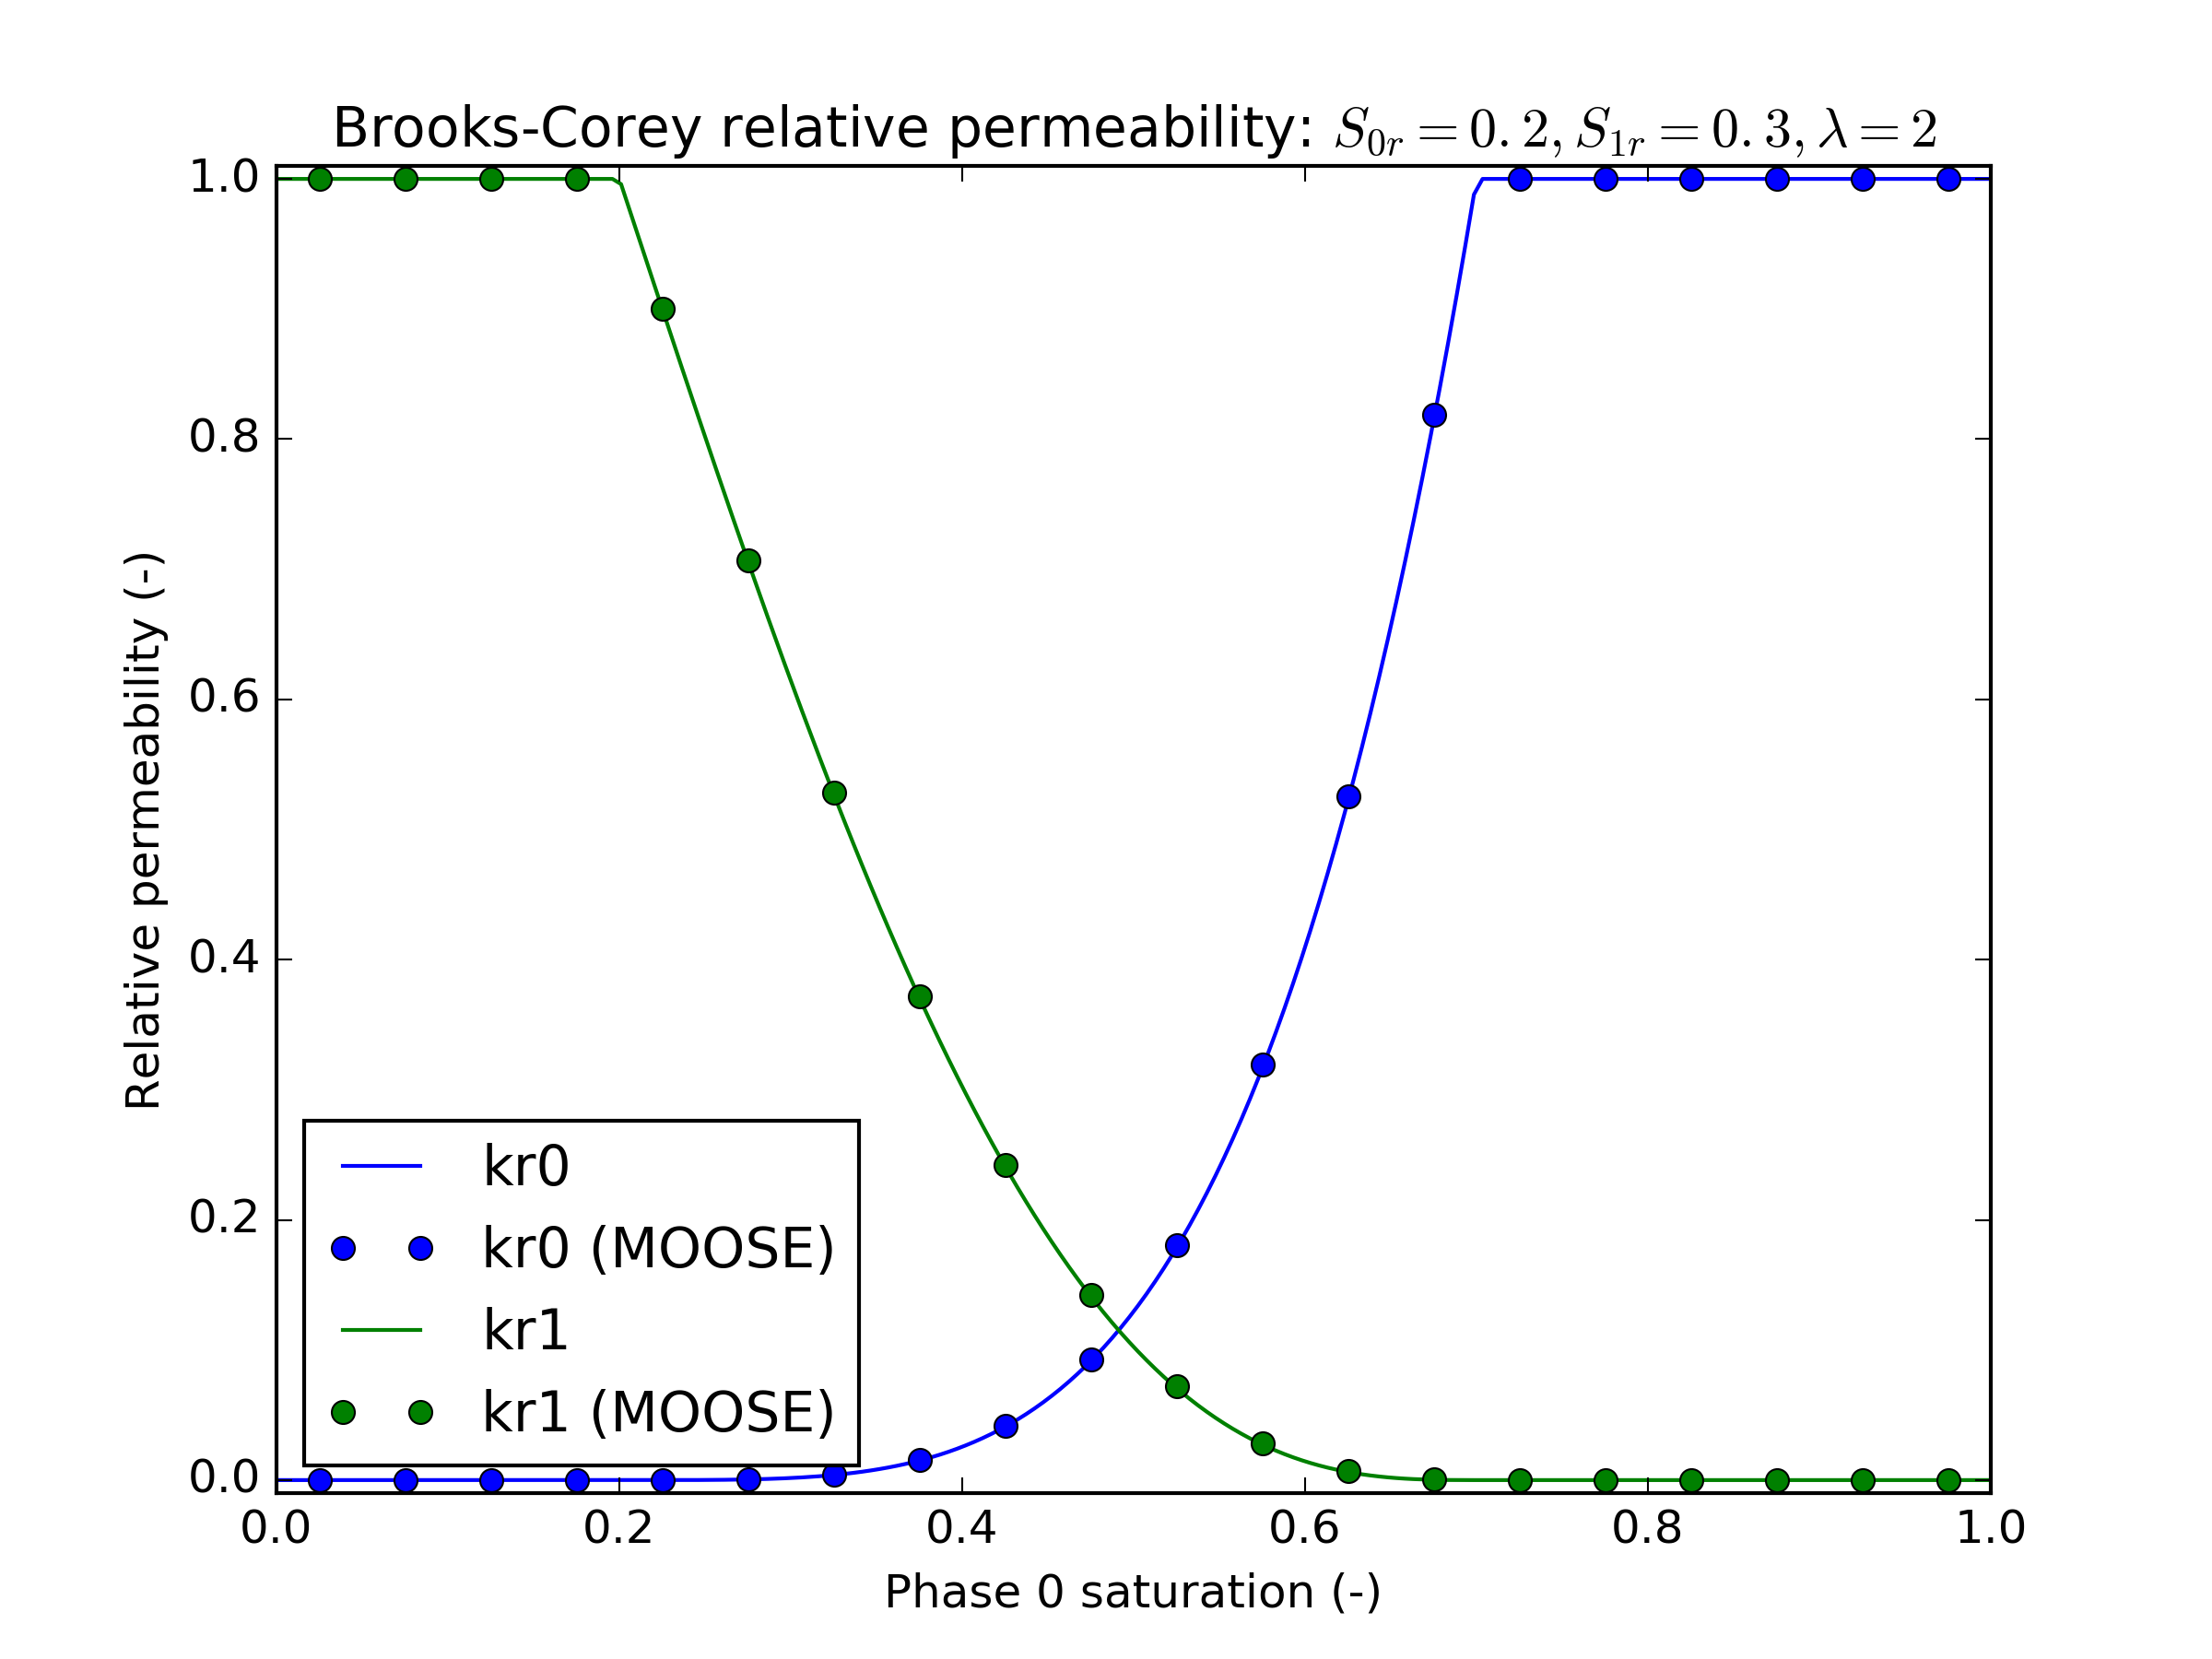 Brooks-Corey relative permeability: S₀ᵣ = 0.2, S₁ᵣ = 0.3, λ = 2
1.0
0.8
0.6
0.4
0.2
0.0
Relative permeability (-)
kr0
kr0 (MOOSE)
kr1
kr1 (MOOSE)
0.0 0.2 0.4 0.6 0.8 1.0
Phase 0 saturation (-)